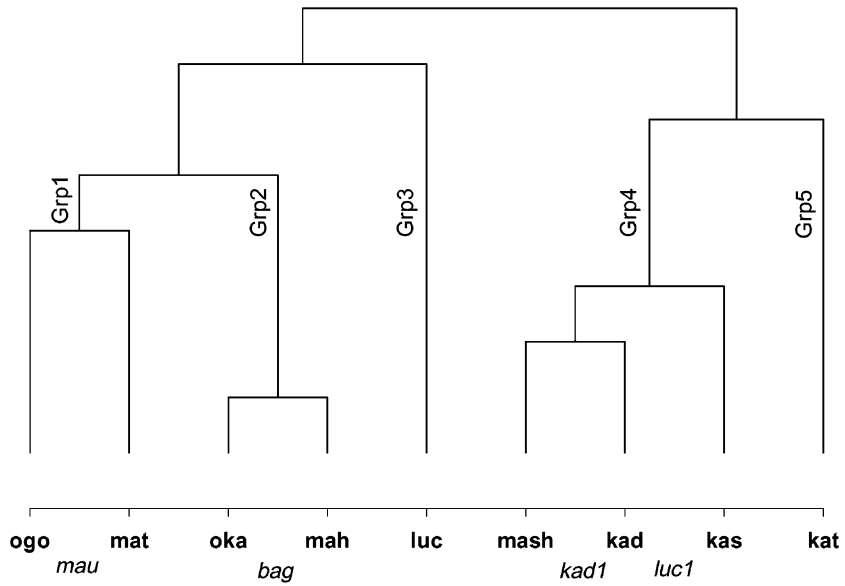 Grp1
Grp2
Grp3
Grp4
Grp5
ogo mat oka mah luc mash kad kas kat
mau bag kad1 luc1